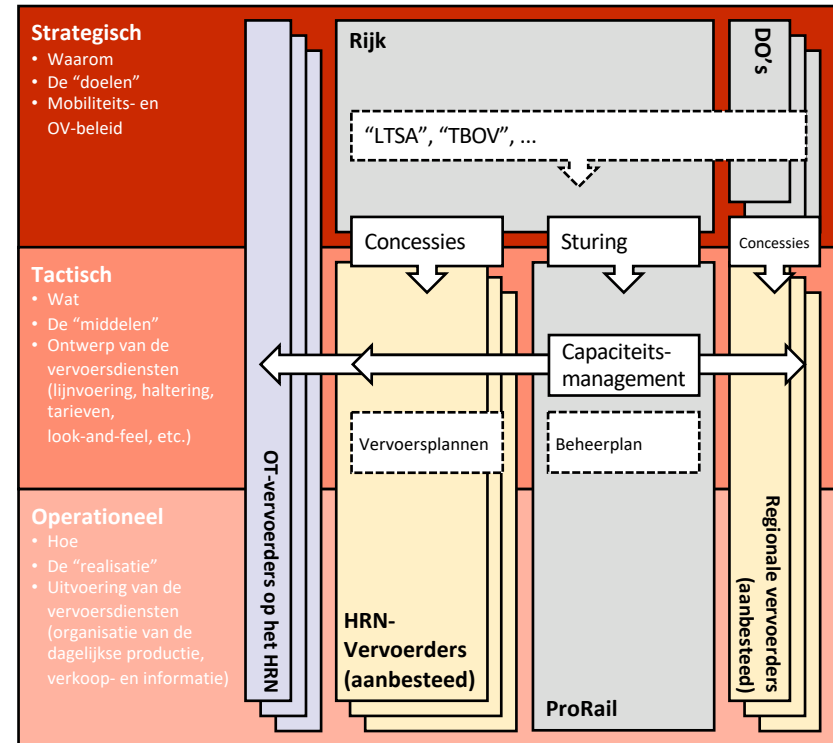 Strategisch
• Waarom
• De “doelen”
• Mobiliteits- en
OV-beleid
Rijk
DO’s
“LTSA”, “TBOV”, ...
Concessies
Sturing
Concessies
Tactisch
• Wat
• De “middelen”
• Ontwerp van de
vervoersdiensten
(lijnvoering, haltering,
tarieven,
look-and-feel, etc.)
Capaciteits-
management
Vervoersplannen
Beheerplan
Operationeel
• Hoe
• De “realisatie”
• Uitvoering van de
vervoersdiensten
(organisatie van de
dagelijkse productie,
verkoop- en informatie)
OT-vervoerders op het HRN
HRN-
Vervoerders
(aanbesteed)
ProRail
Regionale vervoerders
(aanbesteed)